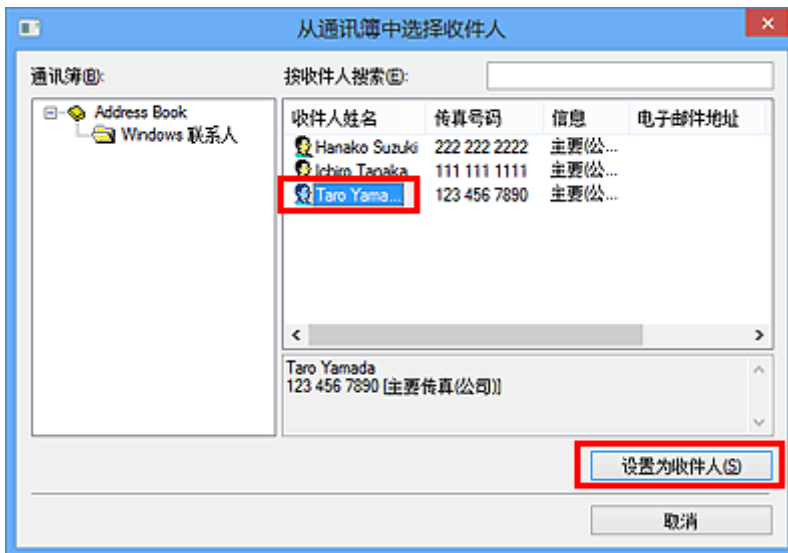 从通讯簿中选择收件人
通讯簿(B):
按收件人搜索(E):
Address Book
Windows 联系人
收件人姓名 传真号码 信息 电子邮件地址
Hanako Suzuki 222 222 2222 主要(公...
Ichiro Tanaka 111 111 1111 主要(公...
Taro Yama... 123 456 7890 主要(公...
Taro Yamada
123 456 7890 [主要传真(公司)]
设置为收件人(S)
取消